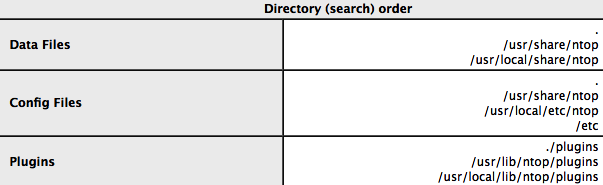 Directory (search) order
Data Files
.
/usr/share/ntop
/usr/local/share/ntop
Config Files
.
/usr/share/ntop
/usr/local/etc/ntop
/etc
Plugins
./plugins
/usr/lib/ntop/plugins
/usr/local/lib/ntop/plugins